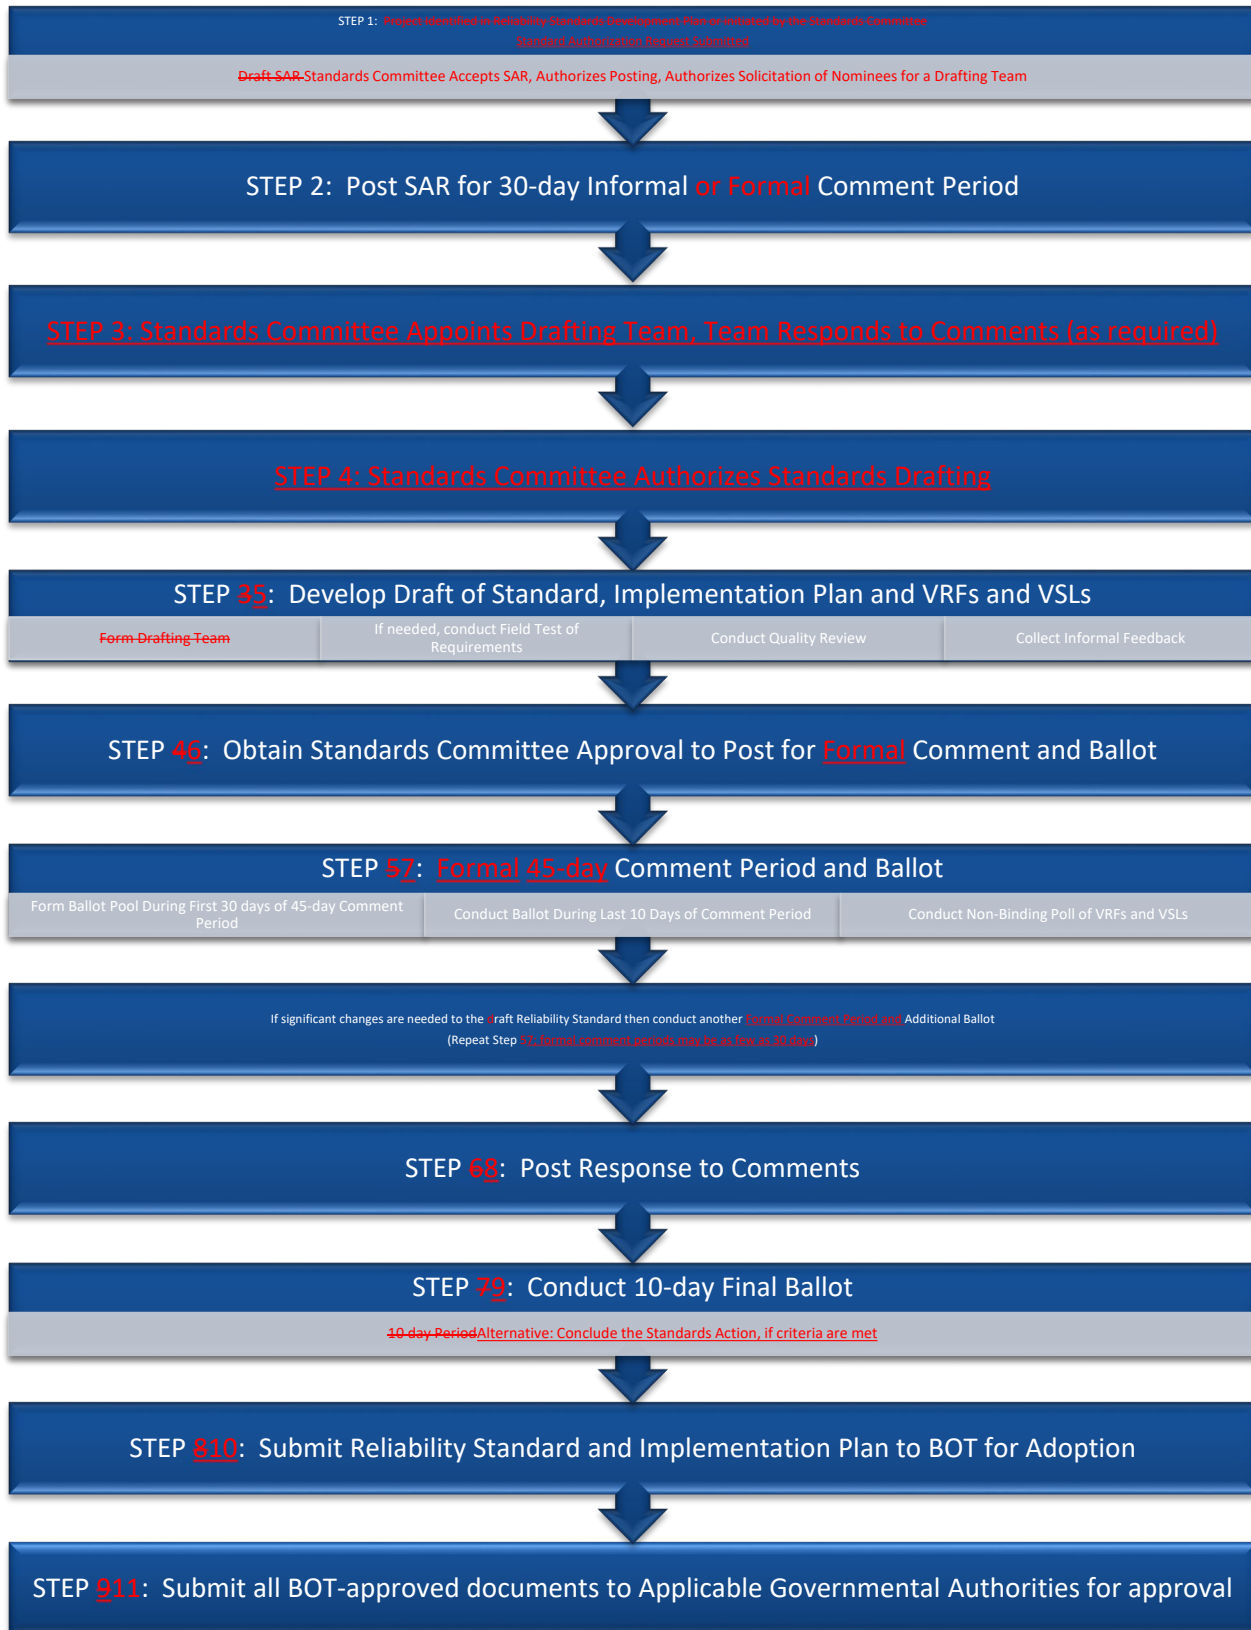 STEP 1: Project Identified in Reliability Standards Development Plan or initiated by the Standards Committee
Standard Authorization Request Submitted
Draft SAR Standards Committee Accepts SAR, Authorizes Posting, Authorizes Solicitation of Nominees for a Drafting Team
STEP 2: Post SAR for 30-day Informal or Formal Comment Period
STEP 3: Standards Committee Appoints Drafting Team, Team Responds to Comments (as required)
STEP 4: Standards Committee Authorizes Standards Drafting
STEP 35: Develop Draft of Standard, Implementation Plan and VRFs and VSLs
Form Drafting Team
If needed, conduct Field Test of
Requirements
Conduct Quality Review
Collect Informal Feedback
STEP 46: Obtain Standards Committee Approval to Post for Formal Comment and Ballot
STEP 57: Formal 45-day Comment Period and Ballot
Form Ballot Pool During First 30 days of 45-day Comment
Period
Conduct Ballot During Last 10 Days of Comment Period
Conduct Non-Binding Poll of VRFs and VSLs
If significant changes are needed to the draft Reliability Standard then conduct another Formal Comment Period and Additional Ballot
(Repeat Step 57; formal comment periods may be as few as 30 days)
STEP 68: Post Response to Comments
STEP 79: Conduct 10-day Final Ballot
10 day PeriodAlternative: Conclude the Standards Action, if criteria are met
STEP 810: Submit Reliability Standard and Implementation Plan to BOT for Adoption
STEP 911: Submit all BOT-approved documents to Applicable Governmental Authorities for approval